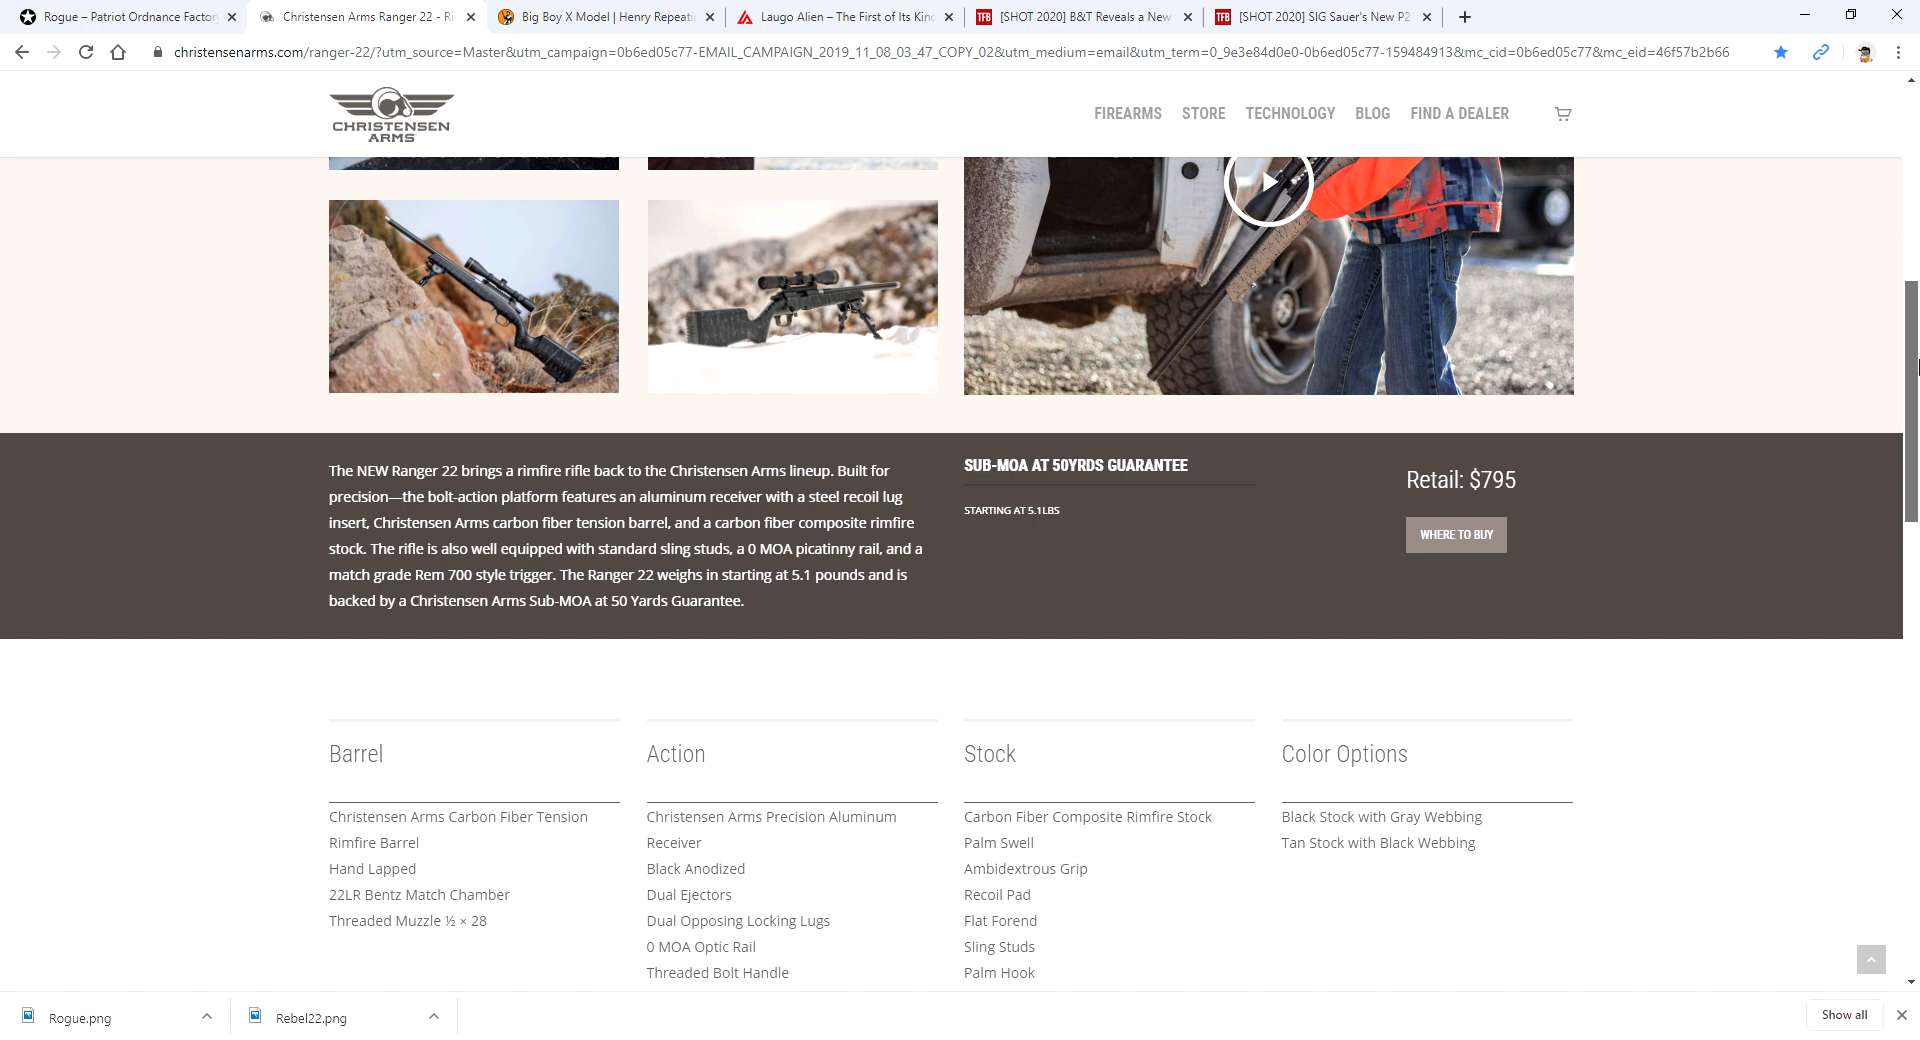 Rogue – Patriot Ordnance Factor
Christensen Arms Ranger 22 - Ri
Big Boy X Model | Henry Repeati
Laugo Alien – The First of Its Kind
TFB [SHOT 2020] B&T Reveals a New
TFB [SHOT 2020] SIG Sauer's New P2
christensenarms.com/ranger-22/?utm_source=Master&utm_campaign=0b6ed05c77-EMAIL_CAMPAIGN_2019_11_08_03_47_COPY_02&utm_medium=email&utm_term=0_9e3e84d0e0-0b6ed05c77-159484913&mc_cid=0b6ed05c77&mc_eid=46f57b2b66
CHRISTENSEN
ARMS
FIREARMS STORE TECHNOLOGY BLOG FIND A DEALER
The NEW Ranger 22 brings a rimfire rifle back to the Christensen Arms lineup. Built for
precision—the bolt-action platform features an aluminum receiver with a steel recoil lug
insert, Christensen Arms carbon fiber tension barrel, and a carbon fiber composite rimfire
stock. The rifle is also well equipped with standard sling studs, a 0 MOA picatinny rail, and a
match grade Rem 700 style trigger. The Ranger 22 weighs in starting at 5.1 pounds and is
backed by a Christensen Arms Sub-MOA at 50 Yards Guarantee.
SUB-MOA AT 50YRDS GUARANTEE
STARTING AT 5.1LBS
Retail: $795
WHERE TO BUY
Barrel
Christensen Arms Carbon Fiber Tension
Rimfire Barrel
Hand Lapped
22LR Bentz Match Chamber
Threaded Muzzle ½ × 28
Action
Christensen Arms Precision Aluminum
Receiver
Black Anodized
Dual Ejectors
Dual Opposing Locking Lugs
0 MOA Optic Rail
Threaded Bolt Handle
Stock
Carbon Fiber Composite Rimfire Stock
Palm Swell
Ambidextrous Grip
Recoil Pad
Flat Forend
Sling Studs
Palm Hook
Color Options
Black Stock with Gray Webbing
Tan Stock with Black Webbing
Rogue.png
Rebel22.png
Show all